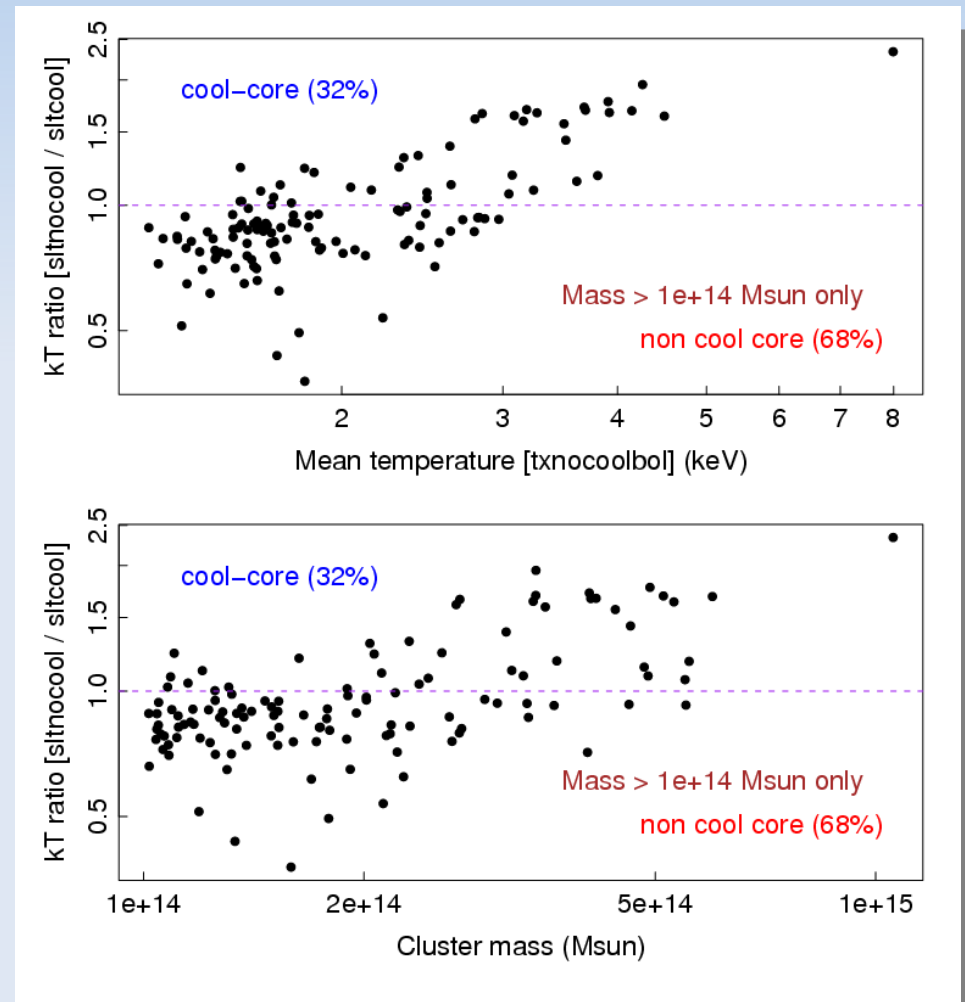 2.5
1.5
1.0
0.5
kT ratio [sltnocool / sltcool]
cool−core (32%)
Mass > 1e+14 Msun only
non cool core (68%)
2 3 4 5 6 7 8
Mean temperature [txnocoolbol] (keV)
2.5
1.5
1.0
0.5
kT ratio [sltnocool / sltcool]
cool−core (32%)
Mass > 1e+14 Msun only
non cool core (68%)
1e+14 2e+14 5e+14 1e+15
Cluster mass (Msun)